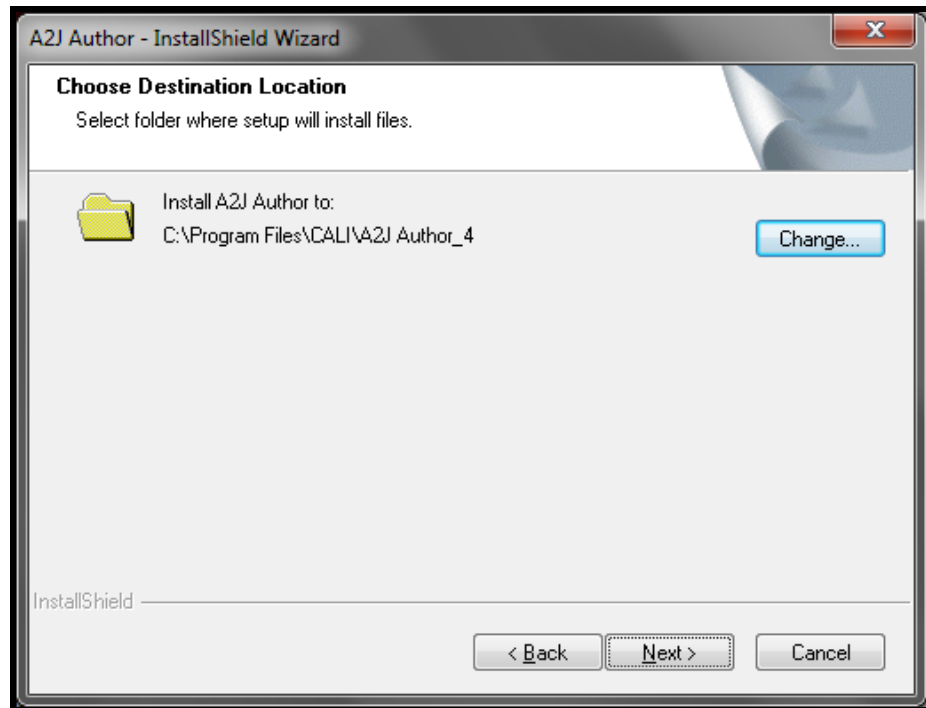 A2J Author - InstallShield Wizard
Choose Destination Location
Select folder where setup will install files.
Install A2J Author to:
C:\Program Files\CALI\A2J Author_4
Change...
InstallShield
< Back
Next >
Cancel